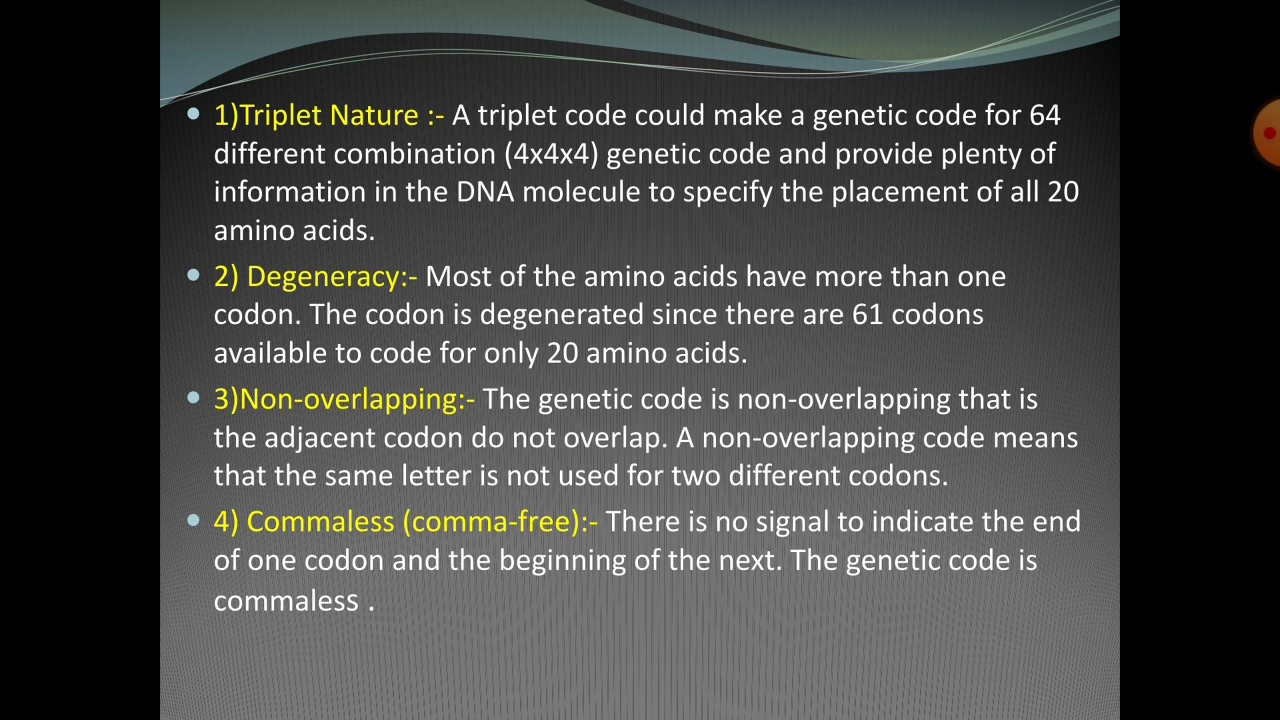 1)Triplet Nature :- A triplet code could make a genetic code for 64
different combination (4x4x4) genetic code and provide plenty of
information in the DNA molecule to specify the placement of all 20
amino acids.
2) Degeneracy:- Most of the amino acids have more than one
codon. The codon is degenerated since there are 61 codons
available to code for only 20 amino acids.
3)Non-overlapping:- The genetic code is non-overlapping that is
the adjacent codon do not overlap. A non-overlapping code means
that the same letter is not used for two different codons.
4) Commaless (comma-free):- There is no signal to indicate the end
of one codon and the beginning of the next. The genetic code is
commaless .